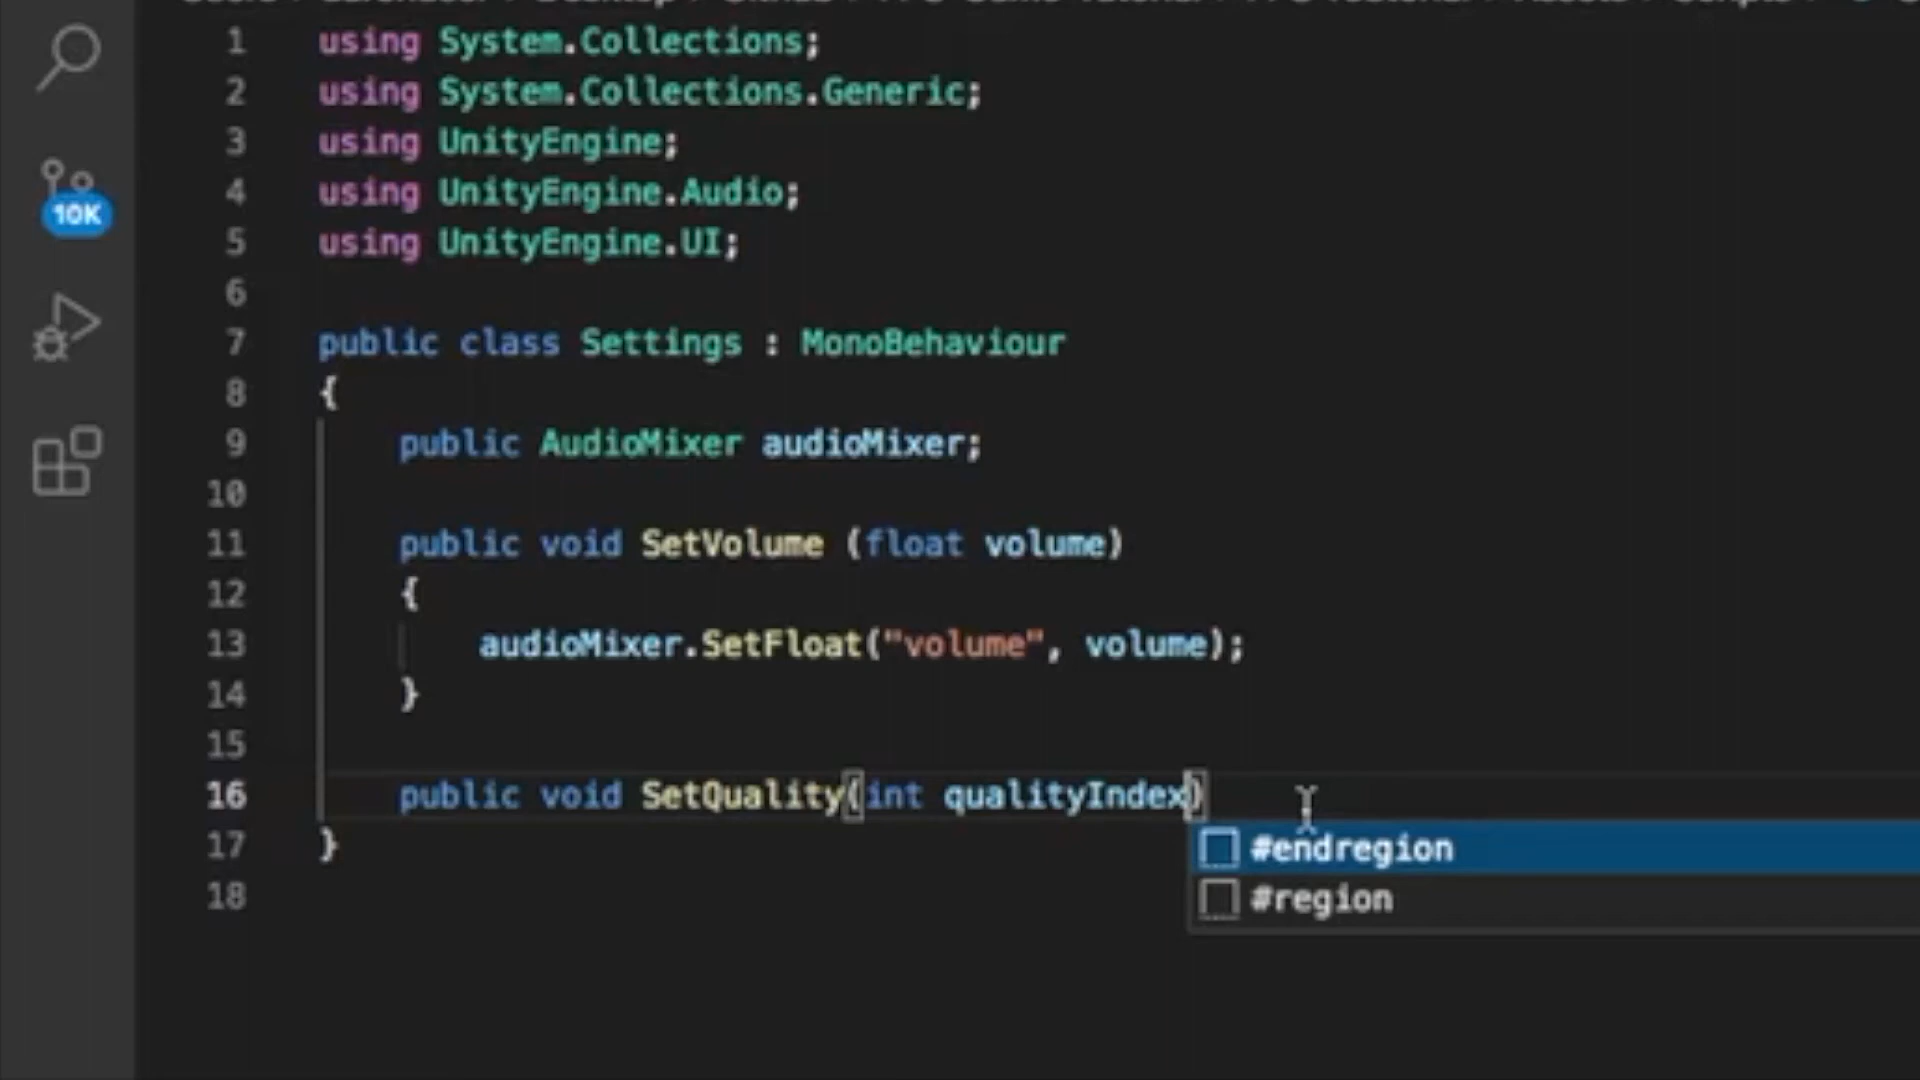 1 using System.Collections;
2 using System.Collections.Generic;
3 using UnityEngine;
4 using UnityEngine.Audio;
5 using UnityEngine.UI;
6
7 public class Settings : MonoBehaviour
8 {
9 public AudioMixer audioMixer;
10
11 public void SetVolume (float volume)
12 {
13 audioMixer.SetFloat("volume", volume);
14 }
15
16 public void SetQuality(int qualityIndex)
#endregion
17 }
#region
18
10K